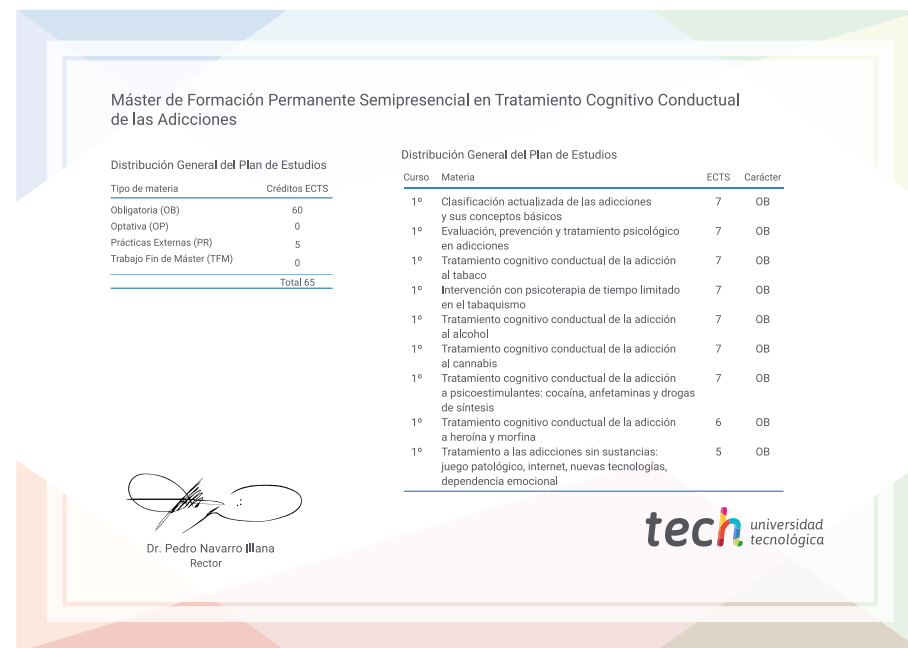 Máster de Formación Permanente Semipresencial en Tratamiento Cognitivo Conductual
de las Adicciones
Distribución General del Plan de Estudios
Tipo de materia Créditos ECTS
Obligatoria (OB) 60
Optativa (OP) 0
Prácticas Externas (PR) 5
Trabajo Fin de Máster (TFM) 0
Total 65
Distribución General del Plan de Estudios
Curso Materia ECTS Carácter
1º Clasificación actualizada de las adicciones 7 OB
y sus conceptos básicos
1º Evaluación, prevención y tratamiento psicológico 7 OB
en adicciones
1º Tratamiento cognitivo conductual de la adicción 7 OB
al tabaco
1º Intervención con psicoterapia de tiempo limitado 7 OB
en el tabaquismo
1º Tratamiento cognitivo conductual de la adicción 7 OB
al alcohol
1º Tratamiento cognitivo conductual de la adicción 7 OB
al cannabis
1º Tratamiento cognitivo conductual de la adicción 7 OB
a psicoestimulantes: cocaína, anfetaminas y drogas
de síntesis
1º Tratamiento cognitivo conductual de la adicción 6 OB
a heroína y morfina
1º Tratamiento a las adicciones sin sustancias: 5 OB
juego patológico, internet, nuevas tecnologías,
dependencia emocional
Dr. Pedro Navarro Illana
Rector
tech universidad
tecnológica